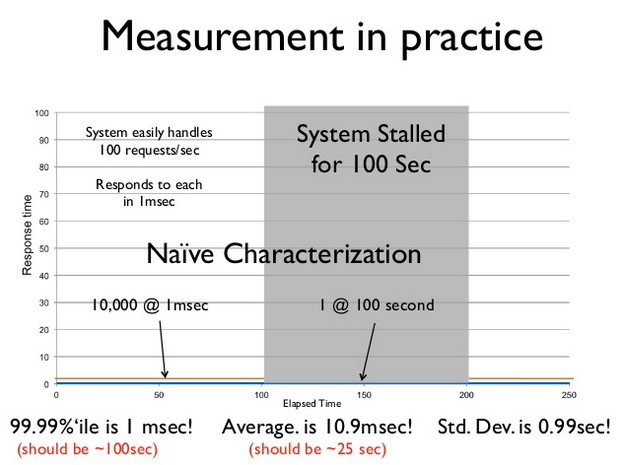 Measurement in practice
100
90
80
70
60
50
40
30
20
10
0
Response time
System easily handles
100 requests/sec
Responds to each
in 1msec
System Stalled
for 100 Sec
Naïve Characterization
10,000 @ 1msec
1 @ 100 second
0 50 100 150 200 250
Elapsed Time
99.99%‘ile is 1 msec! Average. is 10.9msec! Std. Dev. is 0.99sec!
(should be ~100sec) (should be ~25 sec)